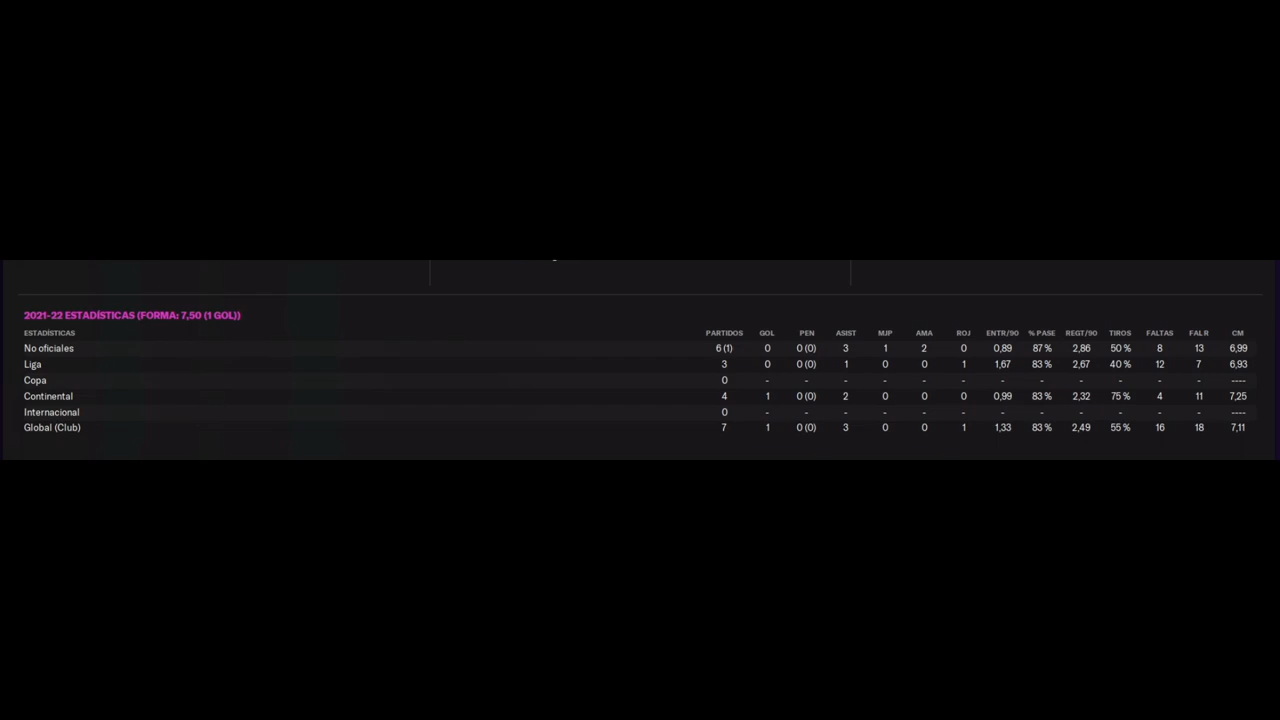 2021-22 ESTADÍSTICAS (FORMA: 7,50 (1 GOL))
ESTADÍSTICAS PARTIDOS GOL PEN ASIST MJP AMA ROJ ENTR/90 % PASE REGT/90 TIROS FALTAS FAL R CM
No oficiales 6 (1) 0 0 (0) 3 1 2 0 0,89 87 % 2,86 50 % 8 13 6,99
Liga 3 0 0 (0) 1 0 0 1 1,67 83 % 2,67 40 % 12 7 6,93
Copa 0 - - - - - - - - - - - - ----
Continental 4 1 0 (0) 2 0 0 0 0,99 83 % 2,32 75 % 4 11 7,25
Internacional 0 - - - - - - - - - - - - ----
Global (Club) 7 1 0 (0) 3 0 0 1 1,33 83 % 2,49 55 % 16 18 7,11